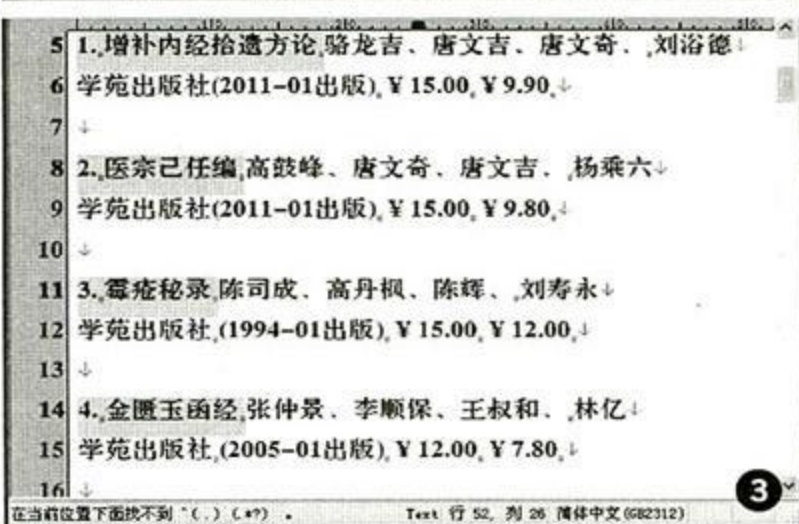 5 1. 增补内经拾遗方论 骆龙吉、唐文吉、唐文奇、 刘浴德↓
6 学苑出版社(2011-01出版) ¥ 15.00 ¥ 9.90 ↓
7 ↓
8 2. 医宗己任编 高鼓峰、唐文奇、唐文吉、 杨乘六↓
9 学苑出版社(2011-01出版) ¥ 15.00 ¥ 9.80 ↓
10 ↓
11 3. 霉疮秘录 陈司成、高丹枫、陈辉、 刘寿永↓
12 学苑出版社 (1994-01出版) ¥ 15.00 ¥ 12.00 ↓
13 ↓
14 4. 金匮玉函经 张仲景、李顺保、王叔和、 林亿↓
15 学苑出版社 (2005-01出版) ¥ 12.00 ¥ 7.80 ↓
16 ↓
3
在当前位置下面找不到 Text 行 52, 列 26 简体中文(GB2312)